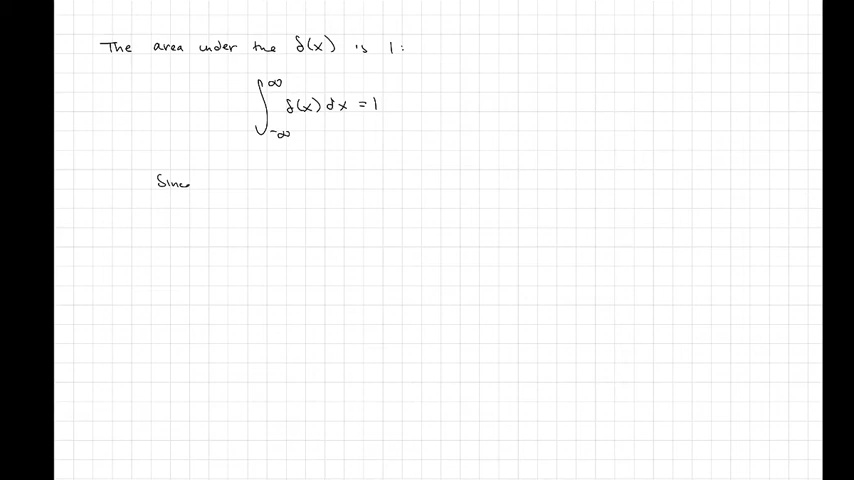 The area under the δ(x) is 1:
∫_{-∞}^{∞} δ(x) dx = 1
Since